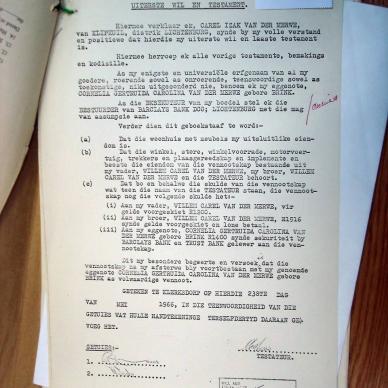 UITERSTE WIL EN TESTAMENT.
Hiermee verklaar ek, CAREL IZAK VAN DER MERWE,
van KLIPKUIL, distrik LICHTENBURG, synde by my volle verstand
en positiewe dat hierdie my uiterste wil en laaste testament
is.
Hiermee herroep ek alle vorige testamente, bemakings
en kodisille.
As my enigste en universiële erfgenaam van al my
goedere, roerende sowel as onroerende, teenwoordige sowel as
toekomstige, niks uitgesonderd nie, benoem ek my eggenote,
CORNELIA GERTRUIDA CAROLINA VAN DER MERWE gebore BRINK.
As die EKSEKUTEUR van my boedel stel ek die
BESTUURDER van BARCLAYS BANK DCO; LICHTENBURG met die mag
van assumpsie aan.
Verder dien dit geboekstaaf te word:-
(a) Dat die woonhuis met meubels my uitsluitlike eien-
dom is.
(b) Dat die winkel, store, winkelvoorrade, motorvoer-
tuig, trekkers en plaasgereedskap en implemente en
beeste die eiendom van die vennootskap bestaande uit
my vader, WILLEM CAREL VAN DER MERWE, my broer, WILLEM
CAREL VAN DER MERWE en die TESTATEUR behoort.
(c) Dat bo en behalwe die skulde van die vennootskap
wat teen die naam van die TESTATEUR staan, die vennoot-
skap nog die volgende skulde het:-
(i) Aan my vader, WILLEM CAREL VAN DER MERWE, vir
gelde voorgeskiet R1300.
(ii) Aan my broer, WILLEM CAREL VAN DER MERWE, R1516
synde gelde voorgeskiet en lone betaal.
(iii) Aan my eggenote, CORNELIA GERTRUIDA CAROLINA VAN
DER MERWE gebore BRINK R1400 synde sekuriteit by
BARCLAYS BANK en TRUST BANK gelewer aan die ven-
nootskap.
is
Dit my besondere begeerte en versoek, dat die
vennootskap na my afsterwe bly voortbestaan met my genoemde
eggenote CORNELIA GERTRUIDA CAROLINA VAN DER MERWE gebore
BRINK as volwaardige vennoot.
GETEKEN TE KLERKSDORP OP HIERDIE 23STE DAG
VAN MEI 1966, IN DIE TEENWOORDIGHEID VAN DIE
GETUIES WAT HULLE HANDTEKENINGE TERSELFDERTYD DAARAAN GE-
VOEG HET.
GETUIES:-
1.
TESTATEUR.
2.